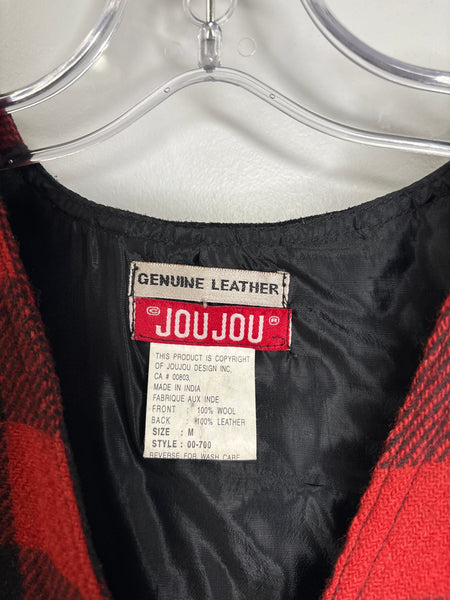 GENUINE LEATHER
© JOUJOU ®
THIS PRODUCT IS COPYRIGHT
OF JOUJOU DESIGN INC.
CA # 00803,
MADE IN INDIA
FABRIQUE AUX INDE
FRONT : 100% WOOL
BACK : 100% LEATHER
SIZE : M
STYLE : 00-700
REVERSE FOR WASH CARE